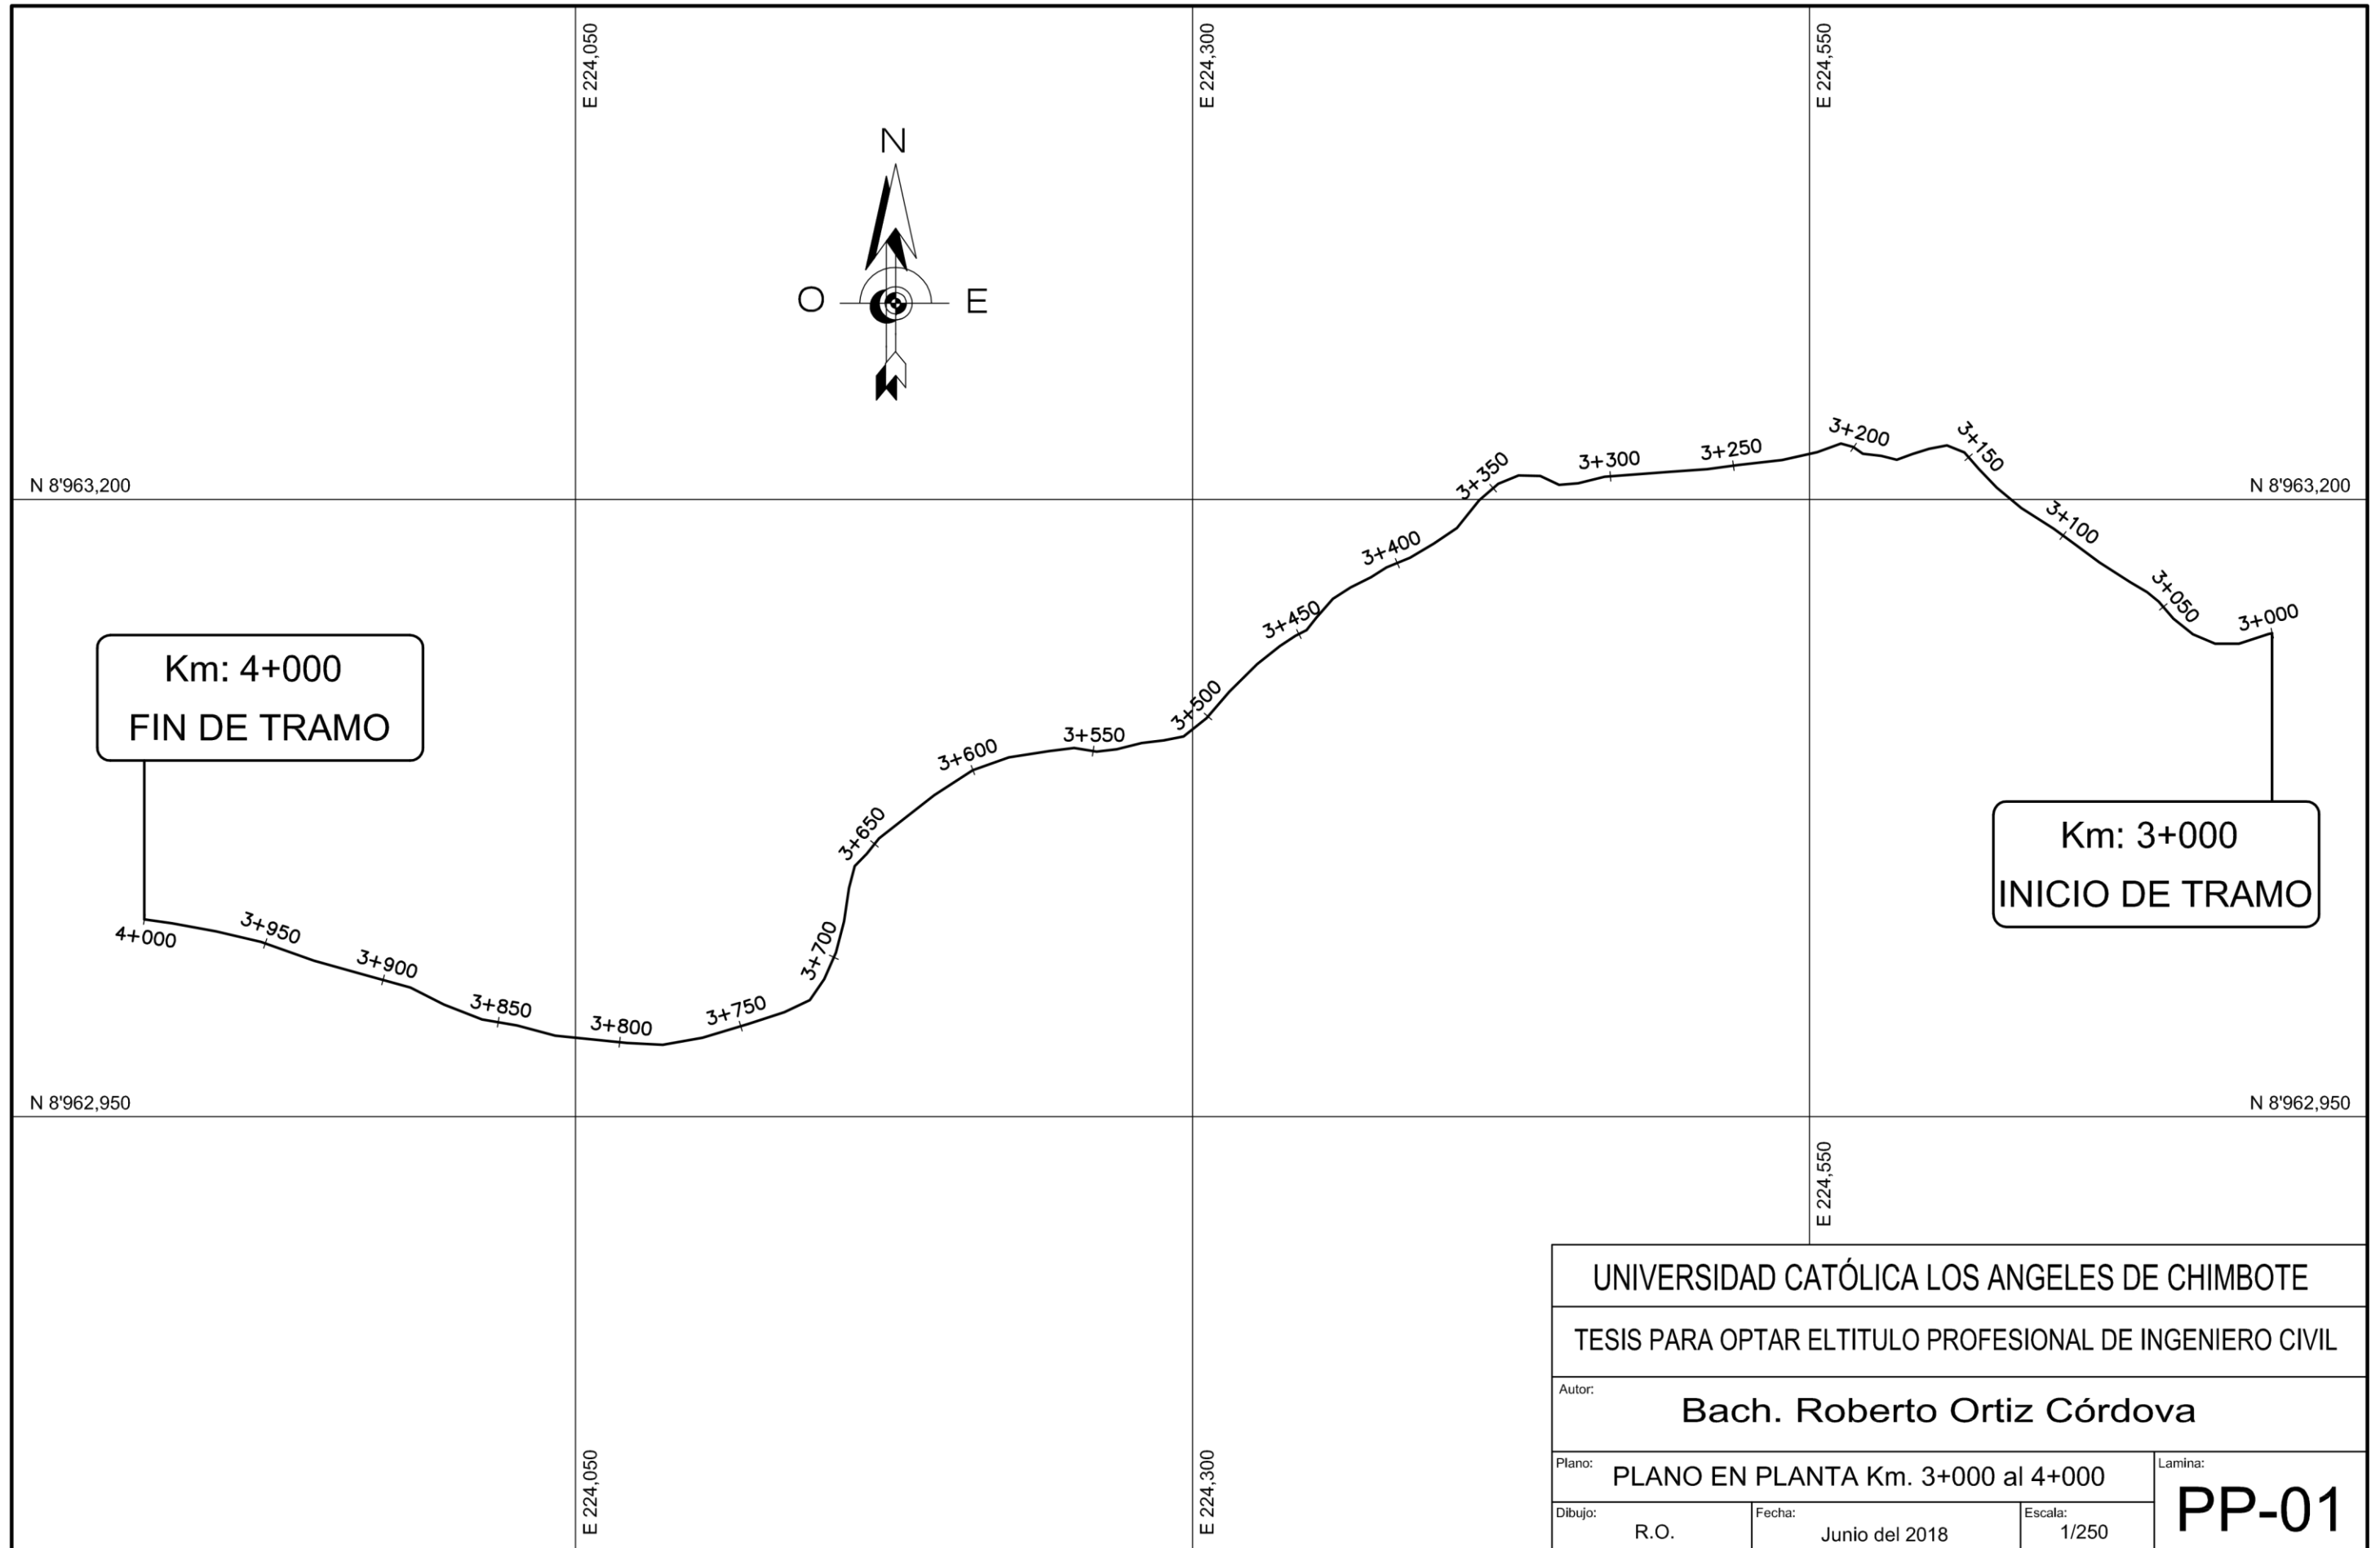 E 224,050
E 224,300
E 224,550
N
O
E
3+200
3+150
3+250
3+300
3+350
N 8'963,200
N 8'963,200
3+100
3+400
3+050
3+000
3+450
Km: 4+000
FIN DE TRAMO
3+500
3+550
3+600
3+650
Km: 3+000
INICIO DE TRAMO
4+000
3+950
3+900
3+850
3+800
3+750
3+700
N 8'962,950
N 8'962,950
E 224,550
UNIVERSIDAD CATÓLICA LOS ANGELES DE CHIMBOTE
TESIS PARA OPTAR ELTITULO PROFESIONAL DE INGENIERO CIVIL
Autor:
Bach. Roberto Ortiz Córdova
Plano:
PLANO EN PLANTA Km. 3+000 al 4+000
Lamina:
PP-01
Dibujo:
R.O.
Fecha:
Junio del 2018
Escala:
1/250
E 224,050
E 224,300